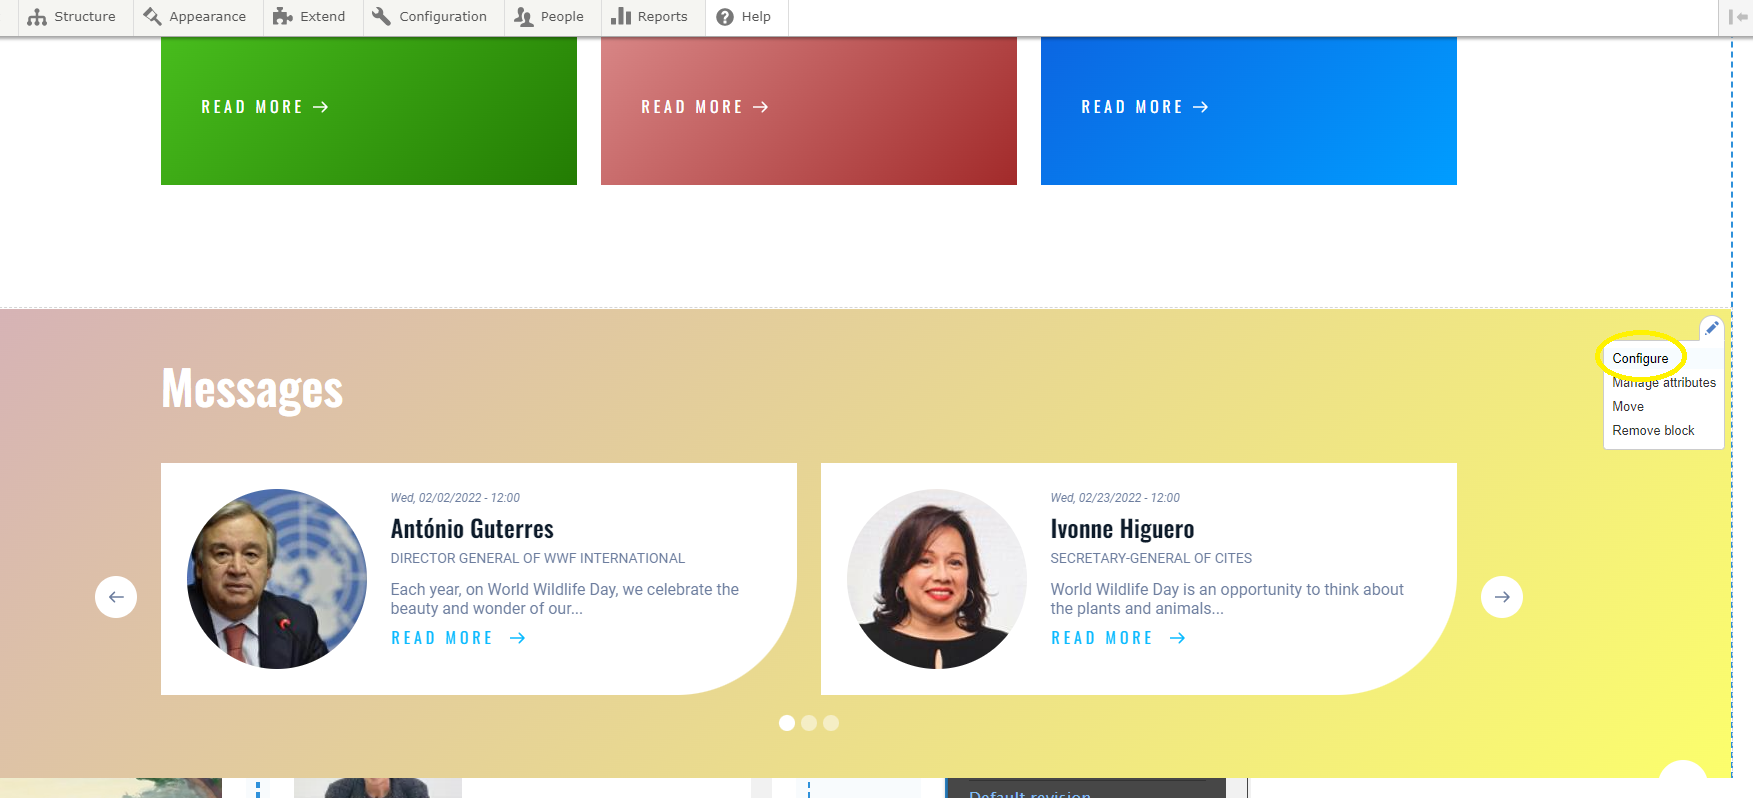 Structure
Appearance
Extend
Configuration
People
Reports
Help
READ MORE
READ MORE
READ MORE
Configure
Manage attributes
Move
Remove block
Messages
Wed, 02/02/2022 - 12:00
António Guterres
DIRECTOR GENERAL OF WWF INTERNATIONAL
Each year, on World Wildlife Day, we celebrate the
beauty and wonder of our...
READ MORE
Wed, 02/23/2022 - 12:00
Ivonne Higuero
SECRETARY-GENERAL OF CITES
World Wildlife Day is an opportunity to think about
the plants and animals...
READ MORE
Default revision